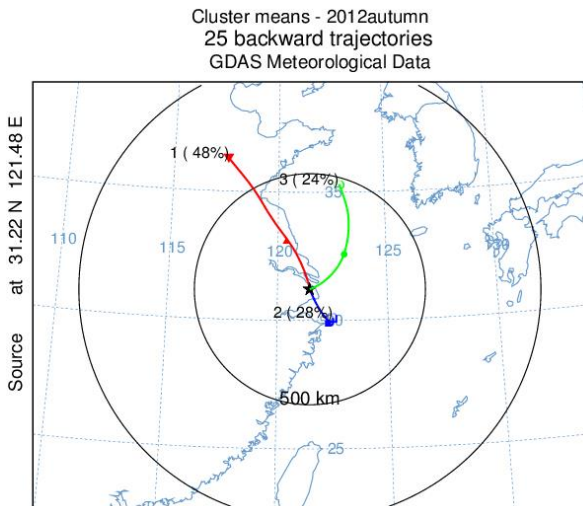 Cluster means - 2012autumn
25 backward trajectories
GDAS Meteorological Data
Source at 31.22 N 121.48 E
1 ( 48%)
3 ( 24%)
35
110
115
120
125
2 ( 28%)
500 km
25